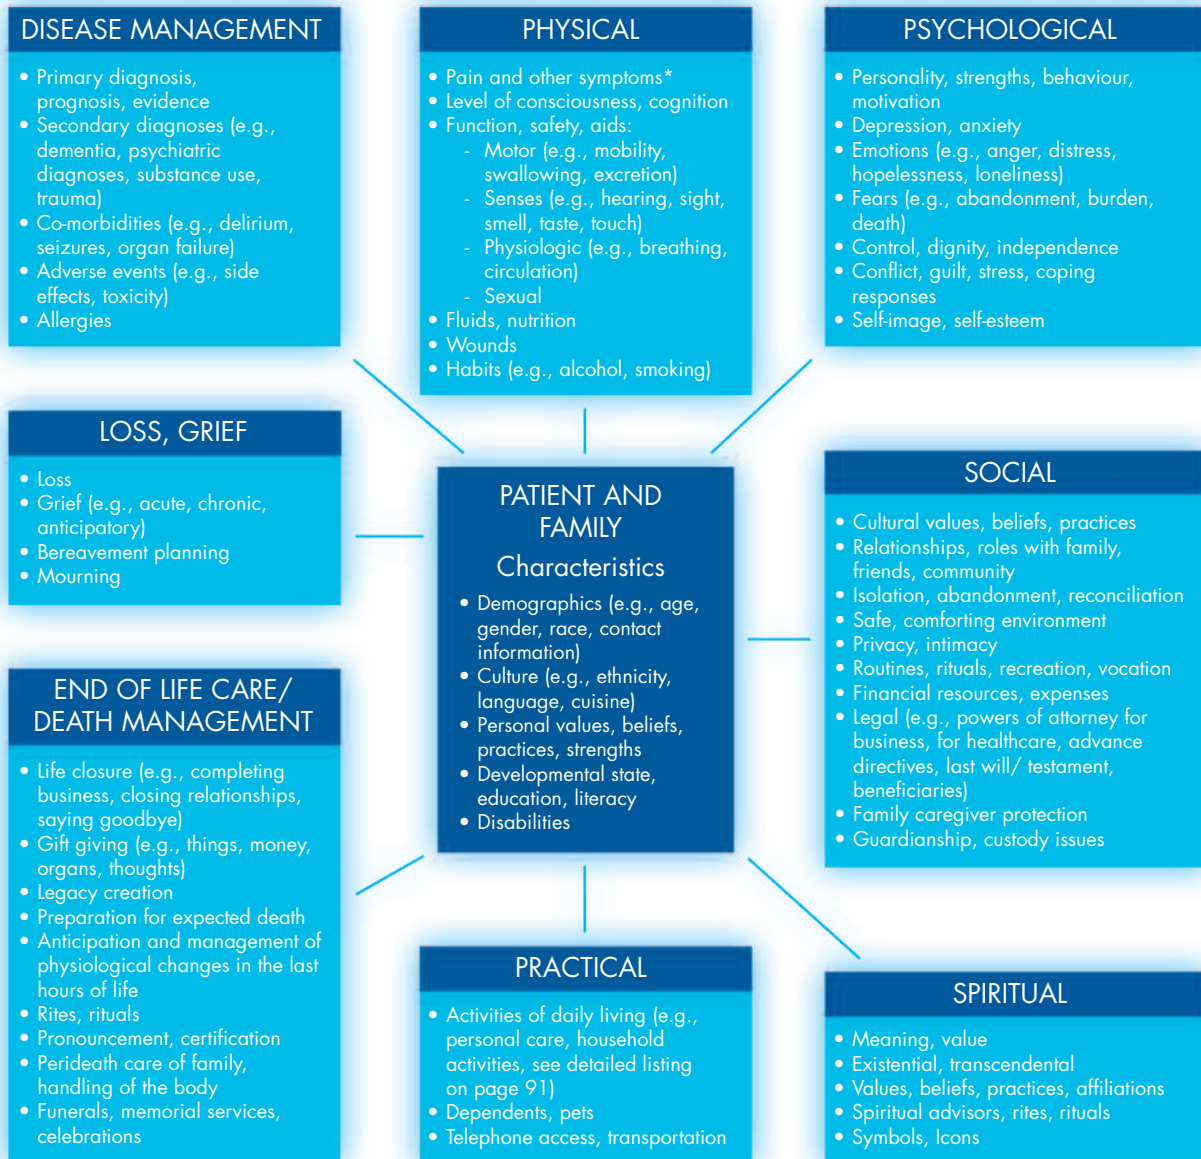 DISEASE MANAGEMENT
• Primary diagnosis,
prognosis, evidence
• Secondary diagnoses (e.g.,
dementia, psychiatric
diagnoses, substance use,
trauma)
• Co-morbidities (e.g., delirium,
seizures, organ failure)
• Adverse events (e.g., side
effects, toxicity)
• Allergies
PHYSICAL
• Pain and other symptoms*
• Level of consciousness, cognition
• Function, safety, aids:
- Motor (e.g., mobility,
swallowing, excretion)
- Senses (e.g., hearing, sight,
smell, taste, touch)
- Physiologic (e.g., breathing,
circulation)
- Sexual
• Fluids, nutrition
• Wounds
• Habits (e.g., alcohol, smoking)
PSYCHOLOGICAL
• Personality, strengths, behaviour,
motivation
• Depression, anxiety
• Emotions (e.g., anger, distress,
hopelessness, loneliness)
• Fears (e.g., abandonment, burden,
death)
• Control, dignity, independence
• Conflict, guilt, stress, coping
responses
• Self-image, self-esteem
LOSS, GRIEF
• Loss
• Grief (e.g., acute, chronic,
anticipatory)
• Bereavement planning
• Mourning
PATIENT AND
FAMILY
Characteristics
• Demographics (e.g., age,
gender, race, contact
information)
• Culture (e.g., ethnicity,
language, cuisine)
• Personal values, beliefs,
practices, strengths
• Developmental state,
education, literacy
• Disabilities
SOCIAL
• Cultural values, beliefs, practices
• Relationships, roles with family,
friends, community
• Isolation, abandonment, reconciliation
• Safe, comforting environment
• Privacy, intimacy
• Routines, rituals, recreation, vocation
• Financial resources, expenses
• Legal (e.g., powers of attorney for
business, for healthcare, advance
directives, last will/ testament,
beneficiaries)
• Family caregiver protection
• Guardianship, custody issues
END OF LIFE CARE/
DEATH MANAGEMENT
• Life closure (e.g., completing
business, closing relationships,
saying goodbye)
• Gift giving (e.g., things, money,
organs, thoughts)
• Legacy creation
• Preparation for expected death
• Anticipation and management of
physiological changes in the last
hours of life
• Rites, rituals
• Pronouncement, certification
• Perideath care of family,
handling of the body
• Funerals, memorial services,
celebrations
PRACTICAL
• Activities of daily living (e.g.,
personal care, household
activities, see detailed listing
on page 91)
• Dependents, pets
• Telephone access, transportation
SPIRITUAL
• Meaning, value
• Existential, transcendental
• Values, beliefs, practices, affiliations
• Spiritual advisors, rites, rituals
• Symbols, Icons